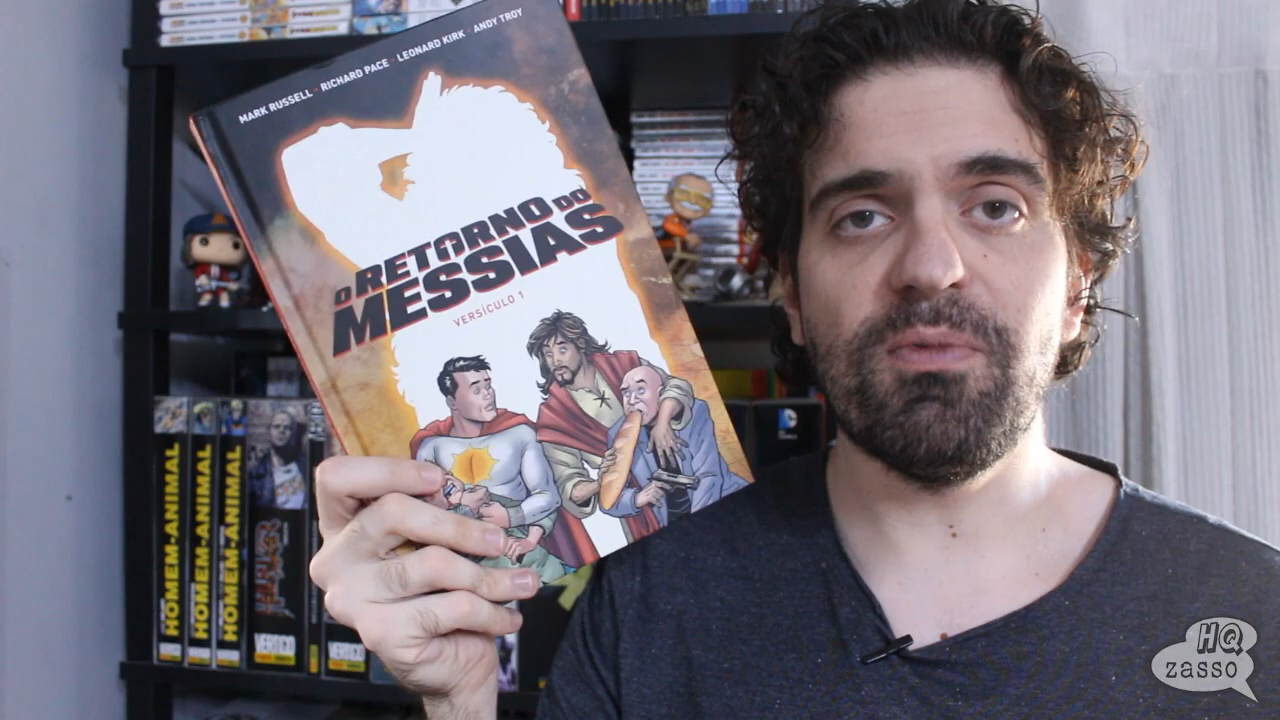 MARK RUSSELL • RICHARD PACE • LEONARD KIRK • ANDY TROY
O RETORNO DO
MESSIAS
VERSÍCULO 1
HOMEM-ANIMAL
HOMEM-ANIMAL
HOMEM-ANIMAL
VERTIGO
VERTIGO
HQ
zasso